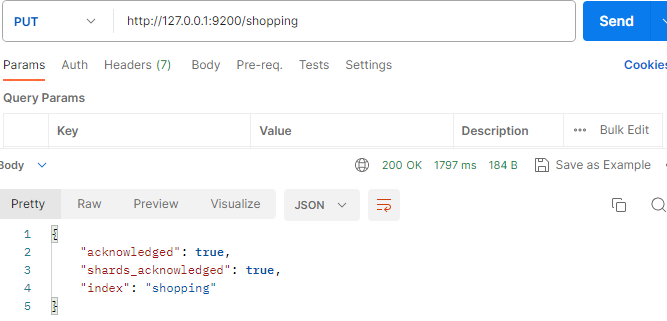 PUT http://127.0.0.1:9200/shopping Send
Params Auth Headers (7) Body Pre-req. Tests Settings Cookies
Query Params
Key Value Description ••• Bulk Edit
Body 200 OK 1797 ms 184 B Save as Example
Pretty Raw Preview Visualize JSON
1 {
2 "acknowledged": true,
3 "shards_acknowledged": true,
4 "index": "shopping"
5 }